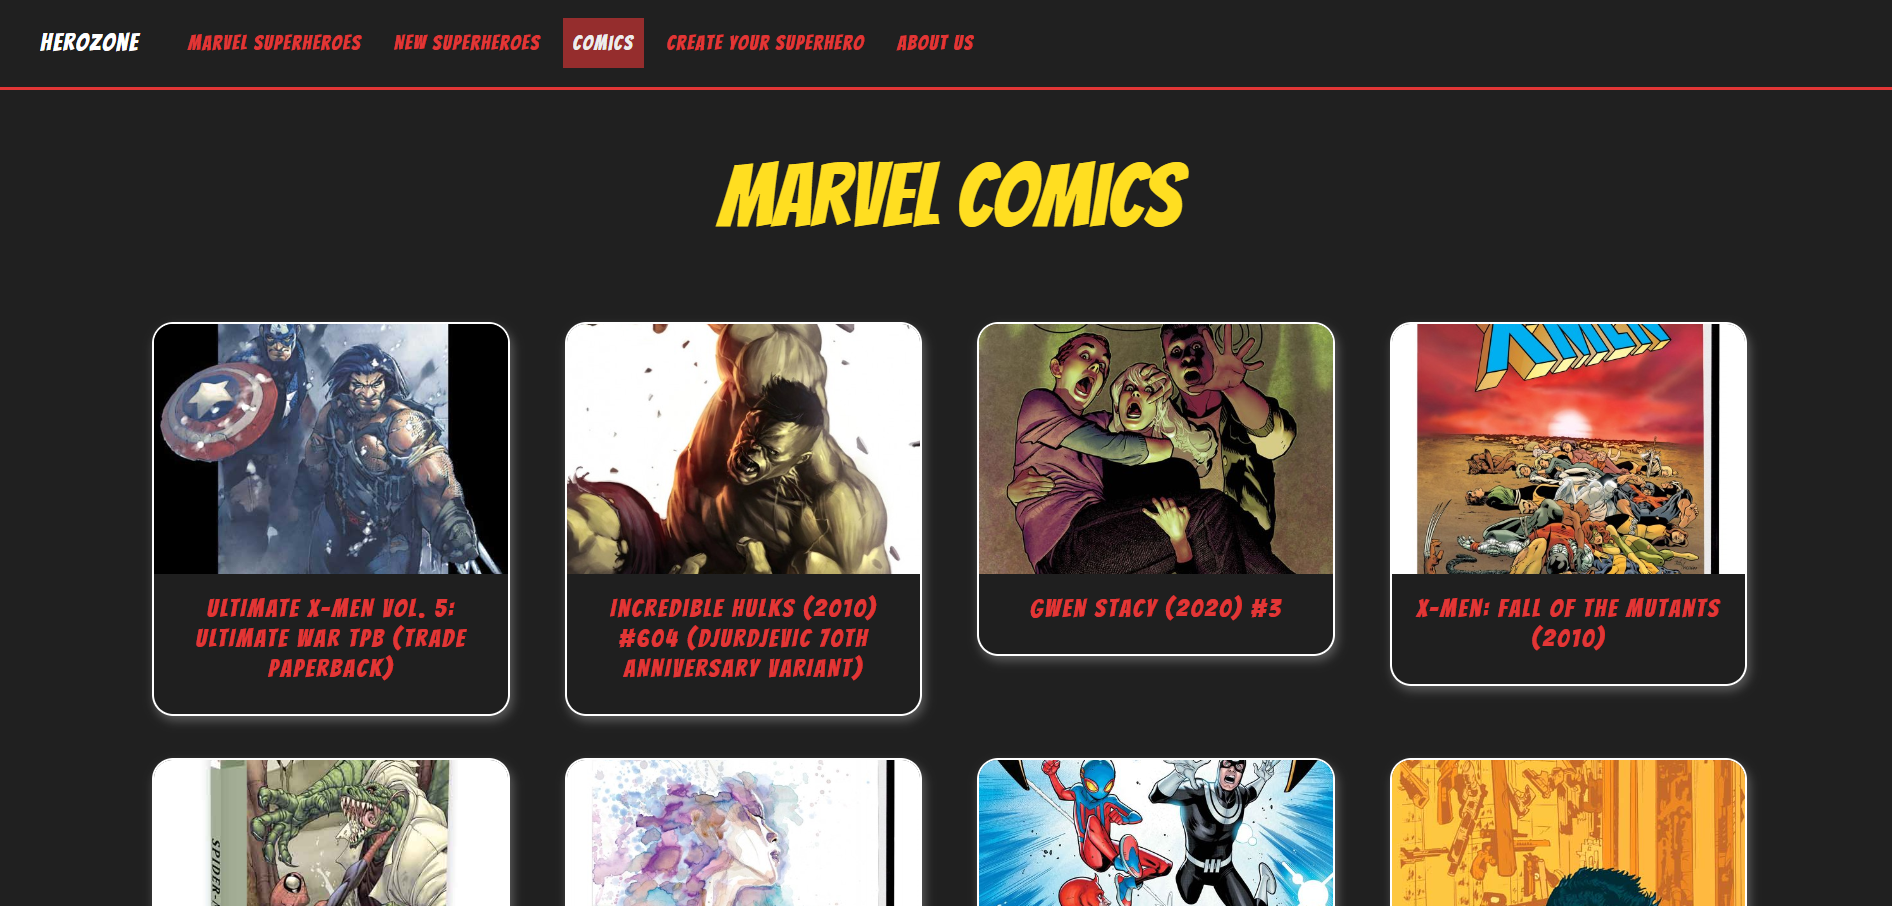 HEROZONE
MARVEL SUPERHEROES
NEW SUPERHEROES
COMICS
CREATE YOUR SUPERHERO
ABOUT US
MARVEL COMICS
X-MEN
ULTIMATE X-MEN VOL. 5:
ULTIMATE WAR TPB (TRADE
PAPERBACK)
INCREDIBLE HULKS (2010)
#604 (DJURDJEVIC 70TH
ANNIVERSARY VARIANT)
GWEN STACY (2020) #3
X-MEN: FALL OF THE MUTANTS
(2010)